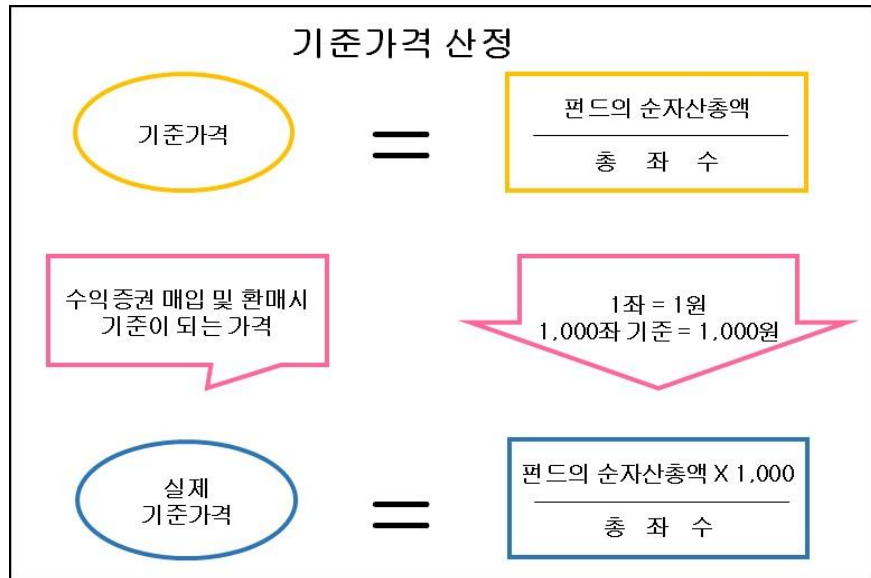 기준가격 산정
기준가격
=
펀드의 순자산총액
총 좌 수
수익증권 매입 및 환매시
기준이 되는 가격
1좌 = 1원
1,000좌 기준 = 1,000원
실제
기준가격
=
펀드의 순자산총액 X 1,000
총 좌 수